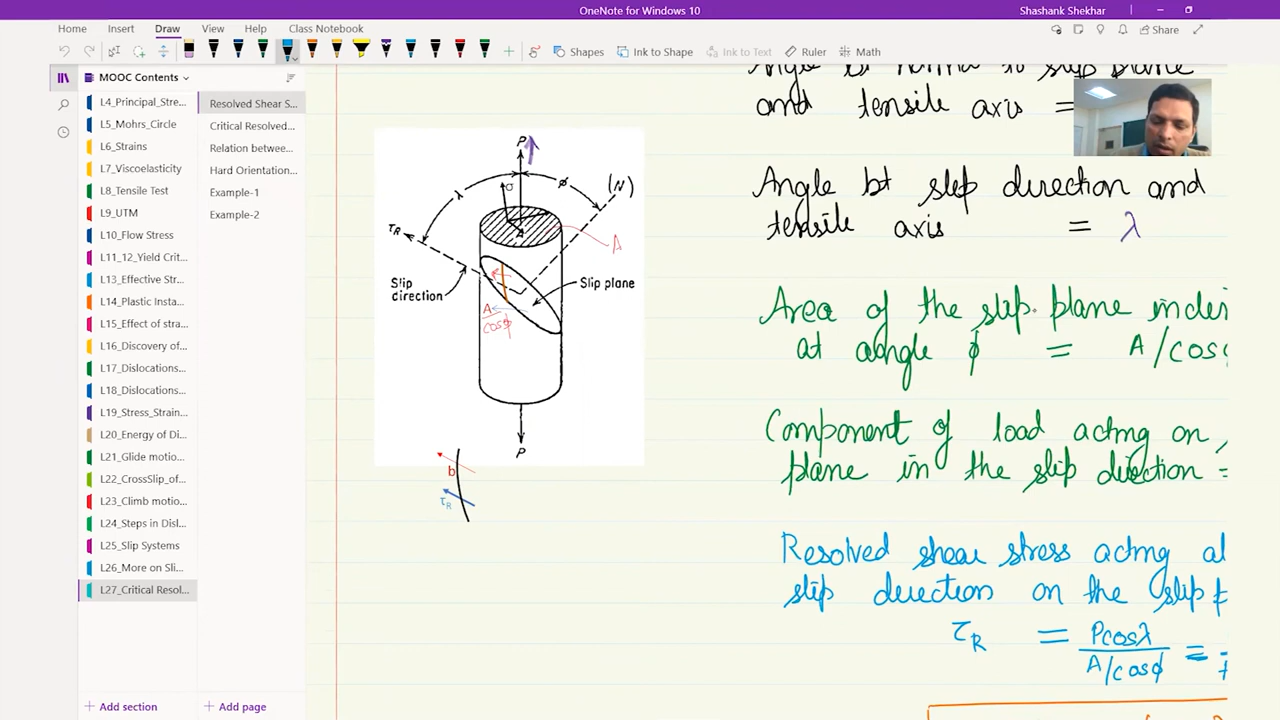 OneNote for Windows 10
Shashank Shekhar
Home
Insert
Draw
View
Help
Class Notebook
Shapes
Ink to Shape
Ink to Text
Ruler
Math
Share
MOOC Contents
L4_Principal_Stre...
L5_Mohrs_Circle
L6_Strains
L7_Viscoelasticity
L8_Tensile Test
L9_UTM
L10_Flow Stress
L11_12_Yield Crit...
L13_Effective Str...
L14_Plastic Insta...
L15_Effect of stra...
L16_Discovery of...
L17_Dislocations...
L18_Dislocations...
L19_Stress_Strain...
L20_Energy of Di...
L21_Glide motio...
L22_CrossSlip_of...
L23_Climb motio...
L24_Steps in Disl...
L25_Slip Systems
L26_More on Sli...
L27_Critical Resol...
Add section
Resolved Shear S...
Critical Resolved...
Relation betwee...
Hard Orientation...
Example-1
Example-2
Add page
P
σ
λ
ϕ
(N)
τR
A
A
Slip
direction
Slip plane
A/cosϕ
P
b
τR
and tensile axis =
Angle bt slip direction and
tensile axis = λ
Area of the slip plane
at angle ϕ = A/cos
Component of load acting on
plane in the slip direction =
Resolved shear stress acting
slip direction on the slip
τR = Pcosλ / A/cosϕ =